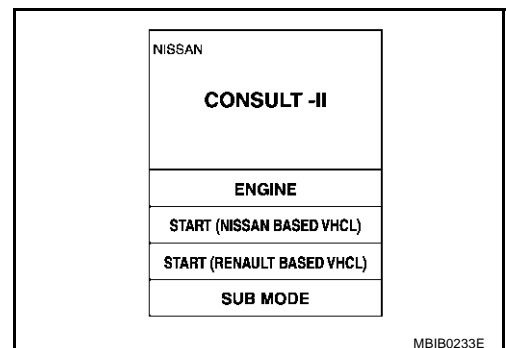 NISSAN
CONSULT -II
ENGINE
START (NISSAN BASED VHCL)
START (RENAULT BASED VHCL)
SUB MODE
MBIB0233E